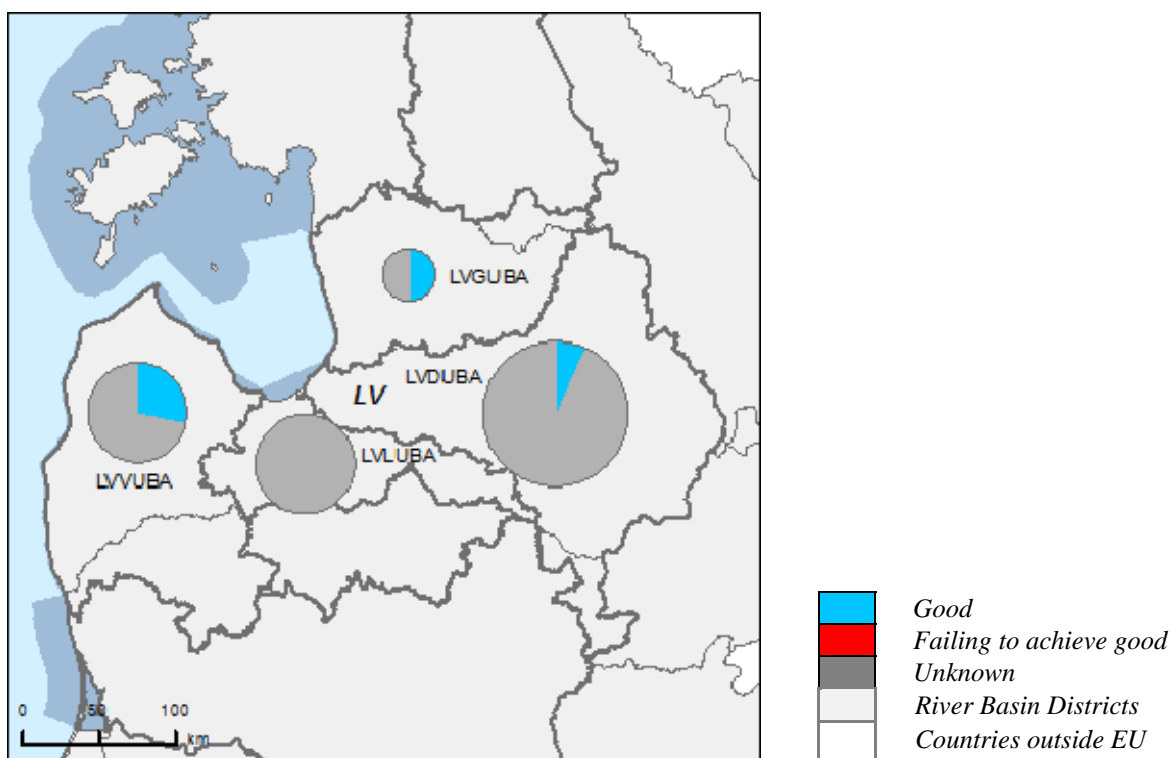 LVGUBA
LVDUBA
LV
LVLUBA
LVVUBA
0 50 100
km
Good
Failing to achieve good
Unknown
River Basin Districts
Countries outside EU